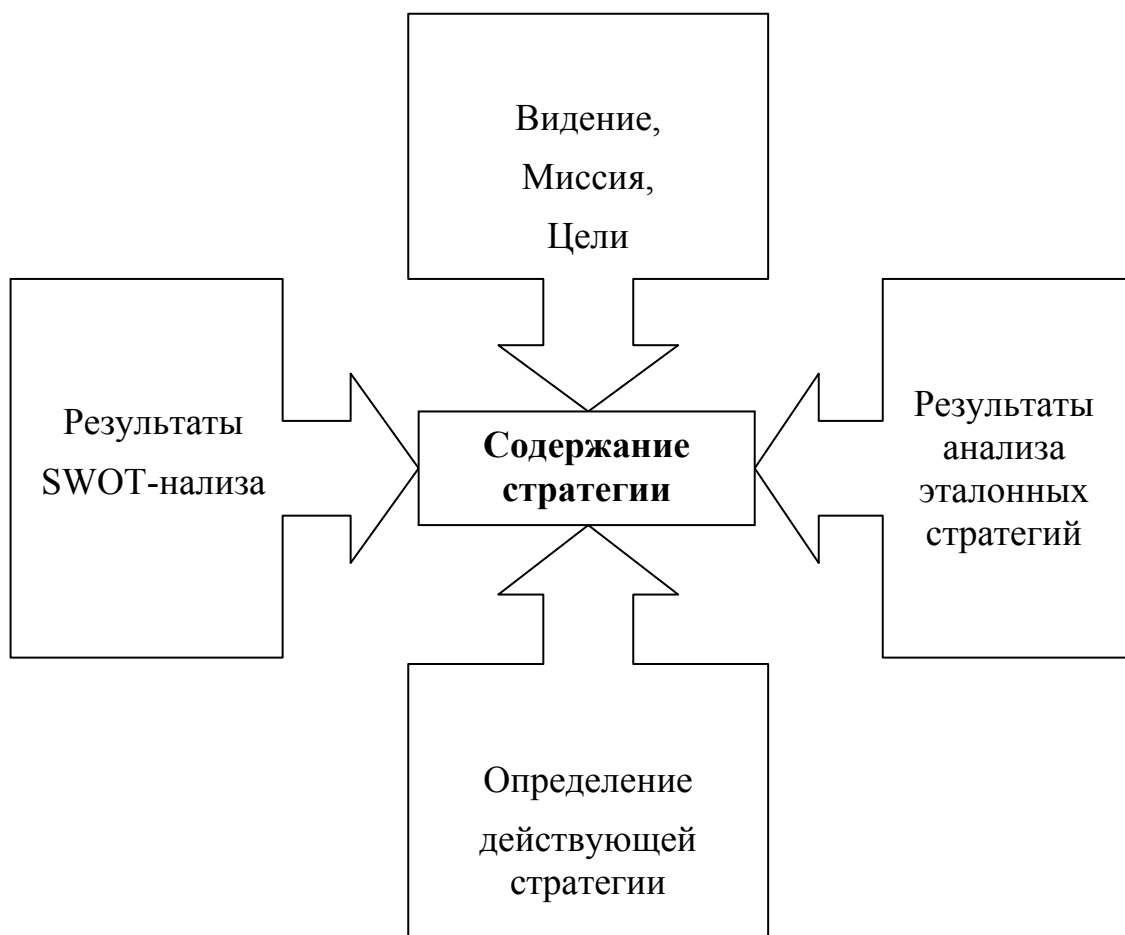 Видение,
Миссия,
Цели
Результаты
SWOT-нализа
Содержание
стратегии
Результаты
анализа
эталонных
стратегий
Определение
действующей
стратегии